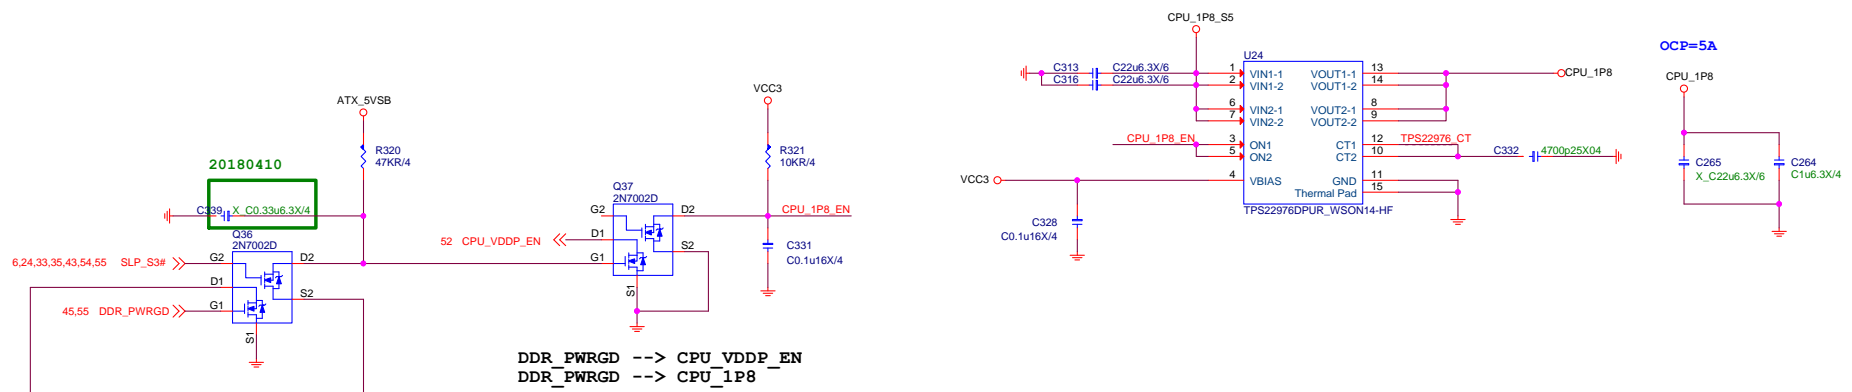 CPU_1P8_S5
U24
OCP=5A
C313
C22u6.3X/6
1
VIN1-1
VOUT1-1
13
CPU_1P8
C316
C22u6.3X/6
2
VIN1-2
VOUT1-2
14
CPU_1P8
ATX_5VSB
VCC3
6
VIN2-1
VOUT2-1
8
7
VIN2-2
VOUT2-2
9
CPU_1P8_EN
3
ON1
CT1
12
TPS22976_CT
5
ON2
CT2
10
C332
4700p25X04
R320
47KR/4
R321
10KR/4
20180410
C265
X_C22u6.3X/6
C264
C1u6.3X/4
VCC3
4
VBIAS
GND
11
Thermal Pad
15
TPS22976DPUR_WSON14-HF
Q37
2N7002D
C339
X_C0.33u6.3X/4
G2
D2
CPU_1P8_EN
C328
C0.1u16X/4
Q36
2N7002D
52 CPU_VDDP_EN
D1
S2
C331
C0.1u16X/4
6,24,33,35,43,54,55 SLP_S3#
G2
D2
G1
D1
S2
S1
45,55 DDR_PWRGD
G1
S1
DDR_PWRGD --> CPU_VDDP_EN
DDR_PWRGD --> CPU_1P8